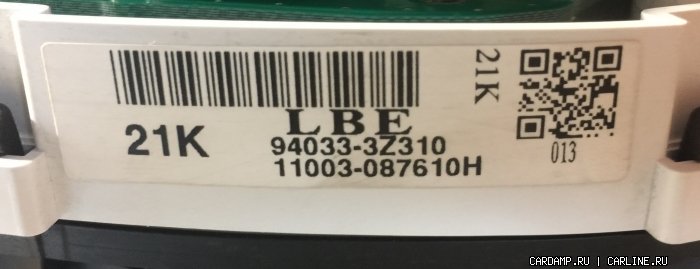 LBE
21K
94033-3Z310
11003-087610H
21K
013
CARDAMP.RU | CARLINE.RU